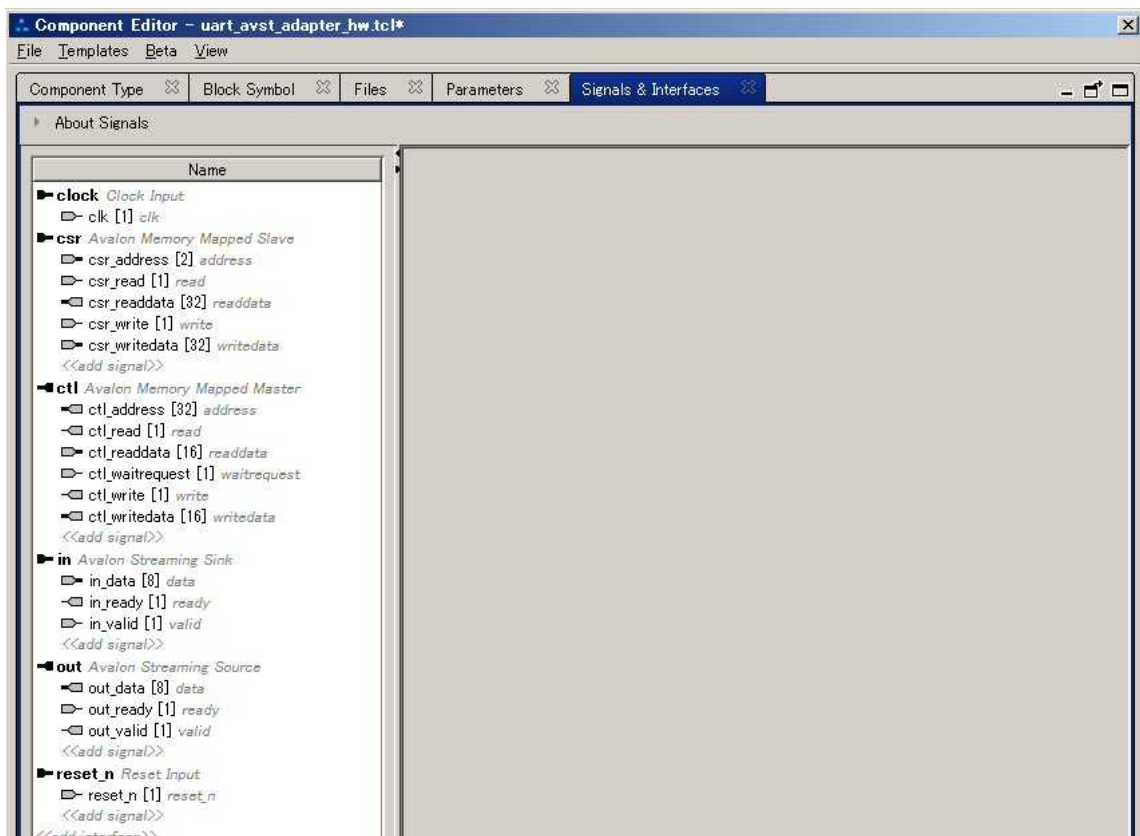 Component Editor - uart_avst_adapter_hw.tcl*
File Templates Beta View
Component Type Block Symbol Files Parameters Signals & Interfaces
About Signals
Name
clock Clock Input
clk [1] clk
csr Avalon Memory Mapped Slave
csr_address [2] address
csr_read [1] read
csr_readdata [32] readdata
csr_write [1] write
csr_writedata [32] writedata
<<add signal>>
ctl Avalon Memory Mapped Master
ctl_address [32] address
ctl_read [1] read
ctl_readdata [16] readdata
ctl_waitrequest [1] waitrequest
ctl_write [1] write
ctl_writedata [16] writedata
<<add signal>>
in Avalon Streaming Sink
in_data [8] data
in_ready [1] ready
in_valid [1] valid
<<add signal>>
out Avalon Streaming Source
out_data [8] data
out_ready [1] ready
out_valid [1] valid
<<add signal>>
reset_n Reset Input
reset_n [1] reset_n
<<add signal>>
<<add interface>>